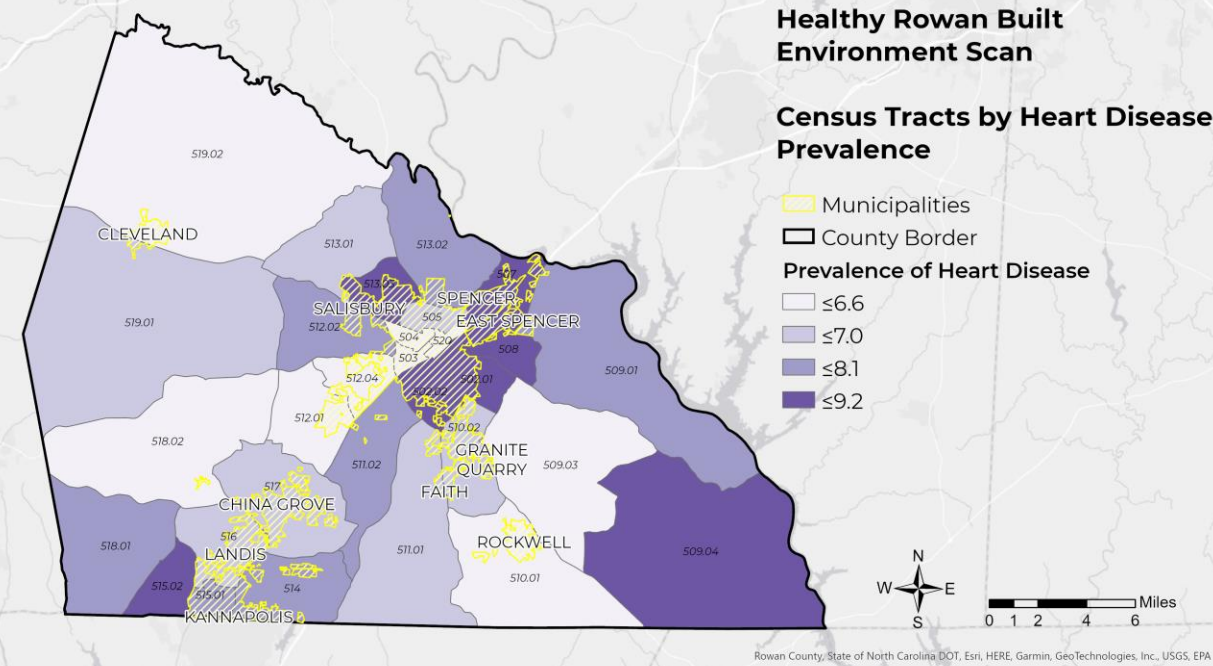 Healthy Rowan Built
Environment Scan
Census Tracts by Heart Disease
Prevalence
Municipalities
County Border
Prevalence of Heart Disease
≤6.6
≤7.0
≤8.1
≤9.2
519.02
CLEVELAND
513.01
513.02
507
519.01
SALISBURY
SPENCER
505
EAST SPENCER
512.02
504
520
503
508
509.01
512.04
502.01
512.01
518.02
510.02
511.02
GRANITE
QUARRY
509.03
517
FAITH
CHINA GROVE
516
LANDIS
ROCKWELL
518.01
511.01
509.04
515.02
515.01
514
510.01
KANNAPOLIS
N
W
E
S
Miles
0 1 2 4 6
Rowan County, State of North Carolina DOT, Esri, HERE, Garmin, GeoTechnologies, Inc., USGS, EPA